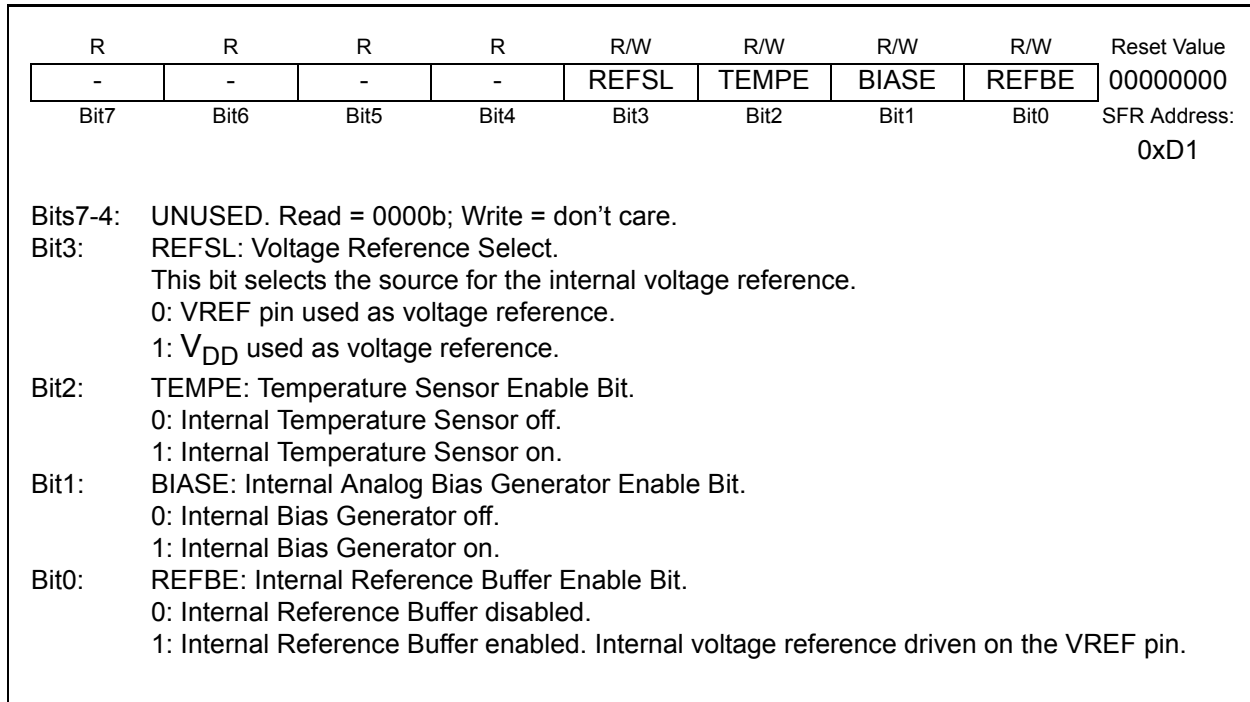 R R R R R/W R/W R/W R/W Reset Value
- - - - REFSL TEMPE BIASE REFBE 00000000
Bit7 Bit6 Bit5 Bit4 Bit3 Bit2 Bit1 Bit0 SFR Address:
0xD1
Bits7-4: UNUSED. Read = 0000b; Write = don’t care.
Bit3: REFSL: Voltage Reference Select.
This bit selects the source for the internal voltage reference.
0: VREF pin used as voltage reference.
1: VDD used as voltage reference.
Bit2: TEMPE: Temperature Sensor Enable Bit.
0: Internal Temperature Sensor off.
1: Internal Temperature Sensor on.
Bit1: BIASE: Internal Analog Bias Generator Enable Bit.
0: Internal Bias Generator off.
1: Internal Bias Generator on.
Bit0: REFBE: Internal Reference Buffer Enable Bit.
0: Internal Reference Buffer disabled.
1: Internal Reference Buffer enabled. Internal voltage reference driven on the VREF pin.